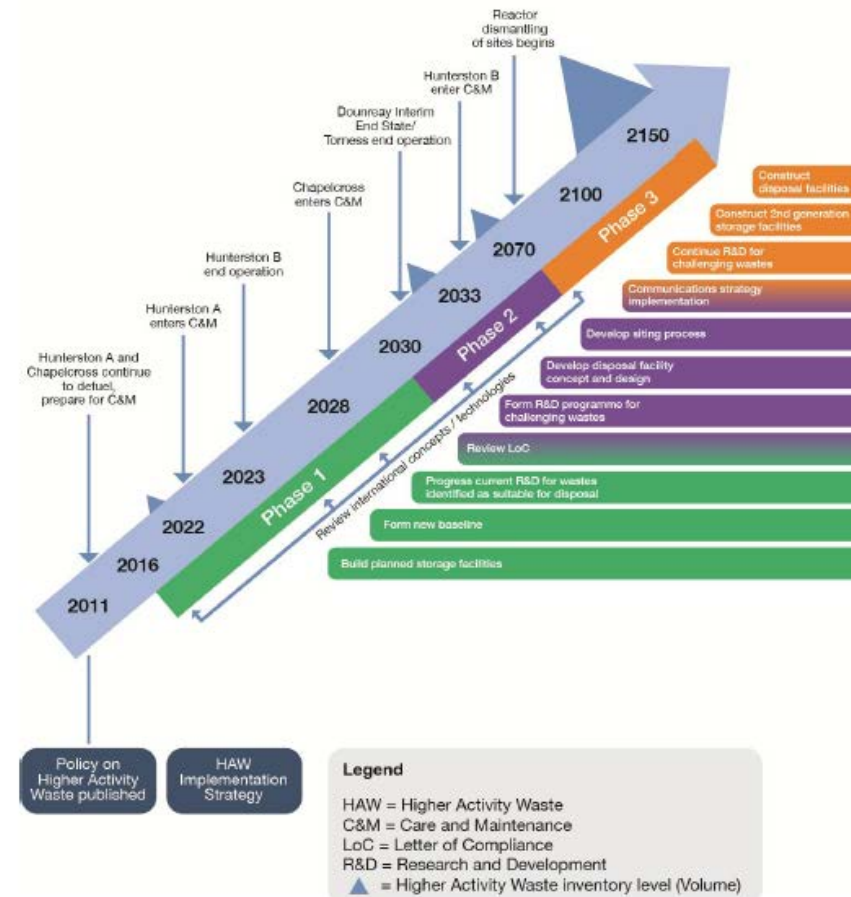 Reactor
dismantling
of sites begins
Hunterston B
enter C&M
Dounreay Interim
End State/
Torness end operation
Chapelcross
enters C&M
Hunterston B
end operation
Hunterston A
enters C&M
Hunterston A and
Chapelcross continue
to defuel,
prepare for C&M
2011
2016
2022
2023
2028
2030
2033
2070
2100
2150
Phase 1
Phase 2
Phase 3
Review international concepts / technologies
Construct
disposal facilities
Construct 2nd generation
storage facilities
Continue R&D for
challenging wastes
Communications strategy
implementation
Develop siting process
Develop disposal facility
concept and design
Form R&D programme for
challenging wastes
Review LoC
Progress current R&D for wastes
identified as suitable for disposal
Form new baseline
Build planned storage facilities
Policy on
Higher Activity
Waste published
HAW
Implementation
Strategy
Legend
HAW = Higher Activity Waste
C&M = Care and Maintenance
LoC = Letter of Compliance
R&D = Research and Development
= Higher Activity Waste inventory level (Volume)